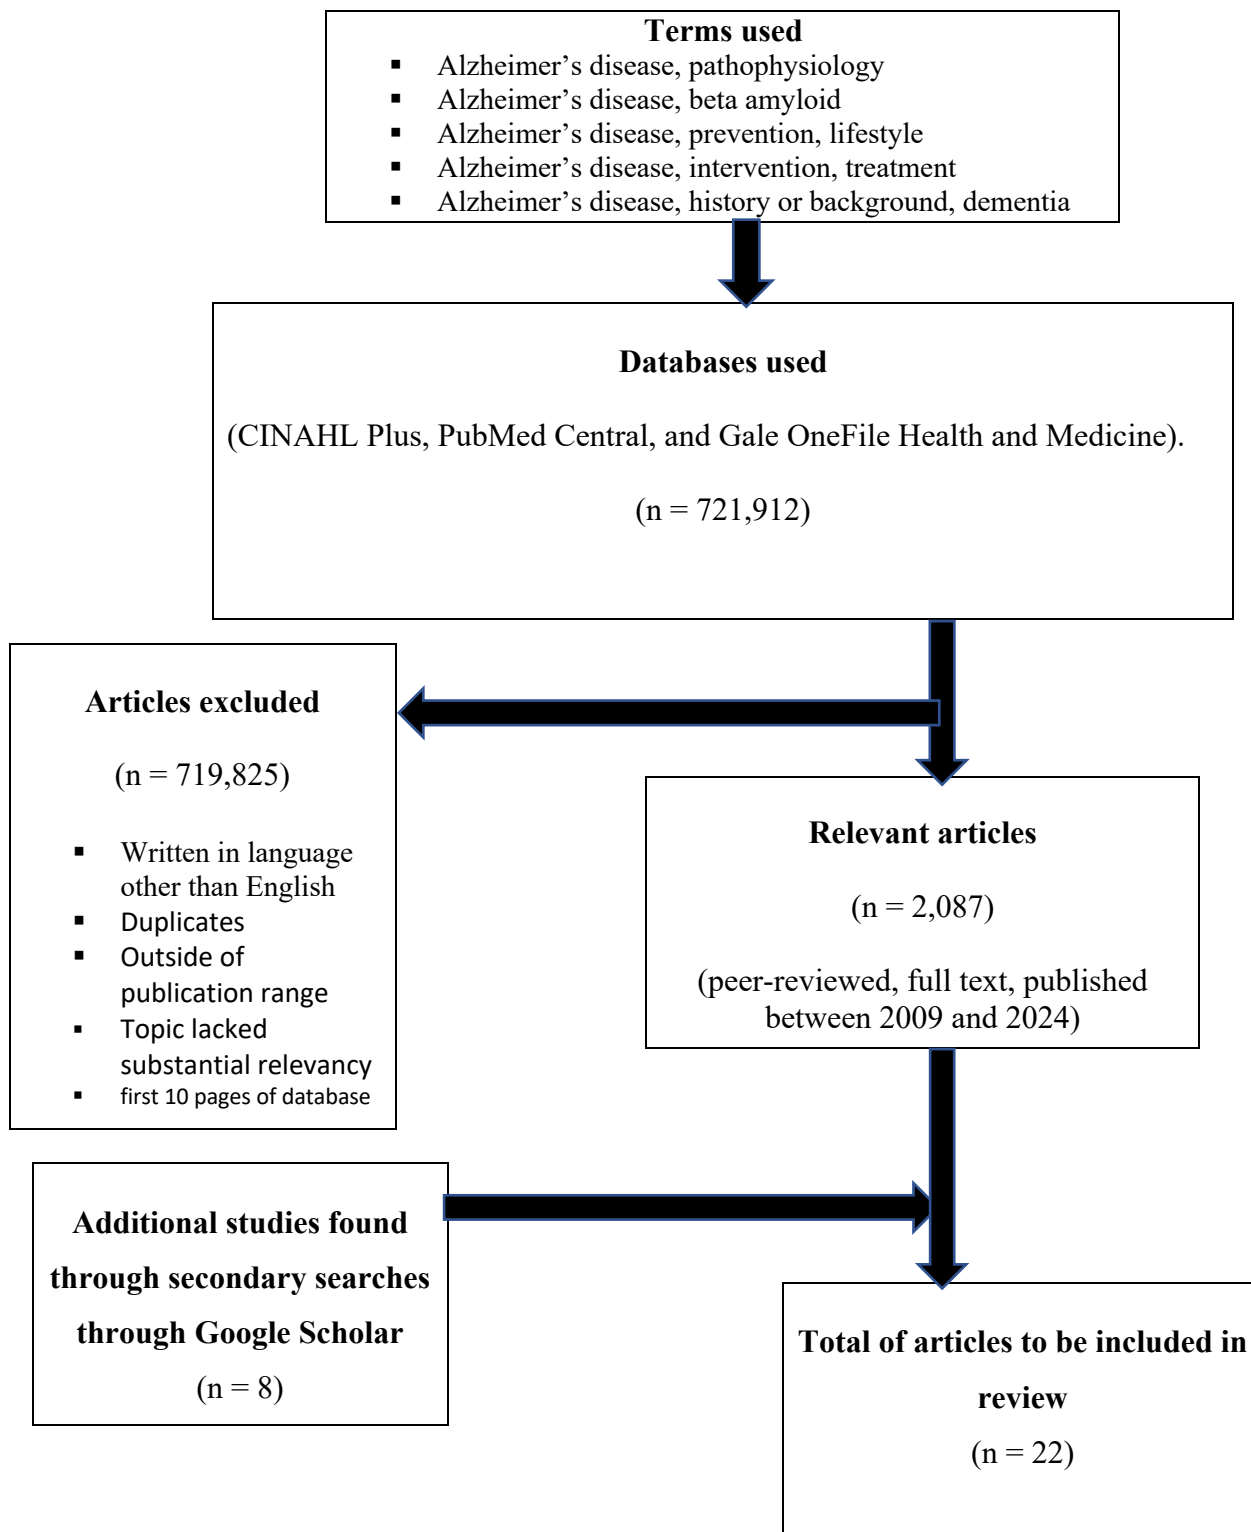 Terms used
▪ Alzheimer’s disease, pathophysiology
▪ Alzheimer’s disease, beta amyloid
▪ Alzheimer’s disease, prevention, lifestyle
▪ Alzheimer’s disease, intervention, treatment
▪ Alzheimer’s disease, history or background, dementia
Databases used
(CINAHL Plus, PubMed Central, and Gale OneFile Health and Medicine).
(n = 721,912)
Articles excluded
(n = 719,825)
▪ Written in language
other than English
▪ Duplicates
▪ Outside of
publication range
▪ Topic lacked
substantial relevancy
▪ first 10 pages of database
Relevant articles
(n = 2,087)
(peer-reviewed, full text, published
between 2009 and 2024)
Additional studies found
through secondary searches
through Google Scholar
(n = 8)
Total of articles to be included in
review
(n = 22)